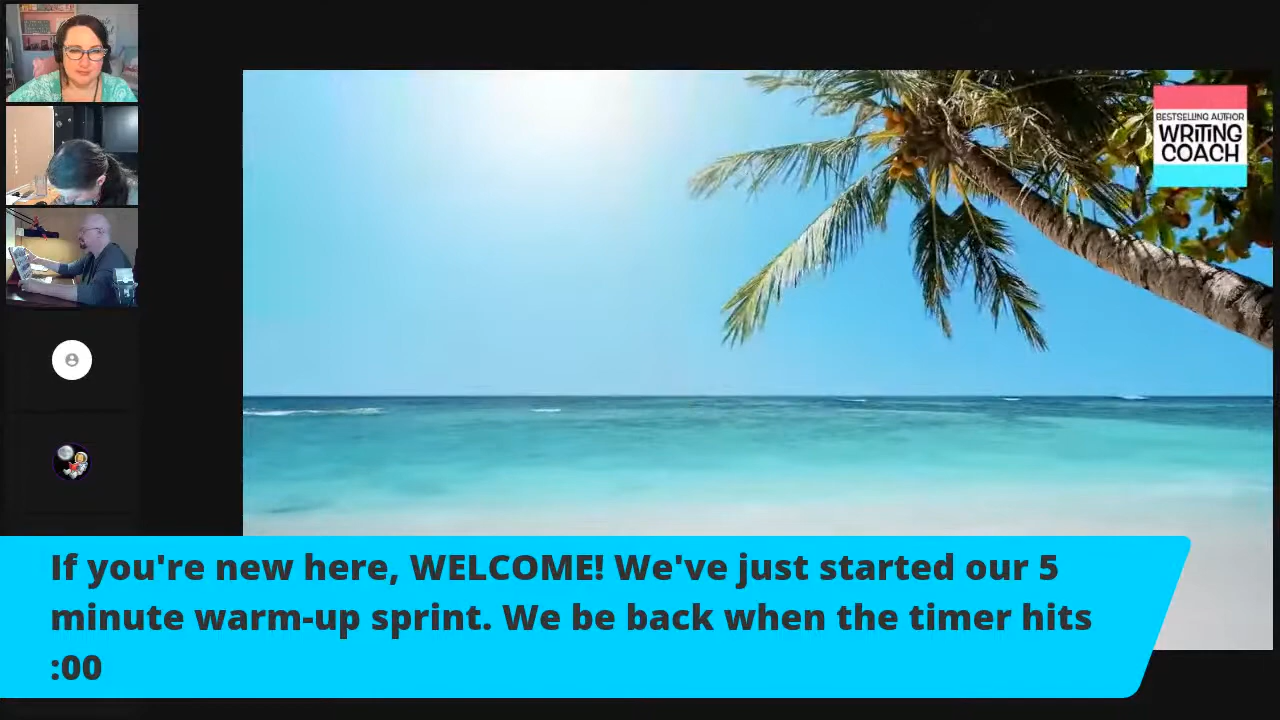 BESTSELLING AUTHOR
WRITING
COACH
If you're new here, WELCOME! We've just started our 5
minute warm-up sprint. We be back when the timer hits
:00